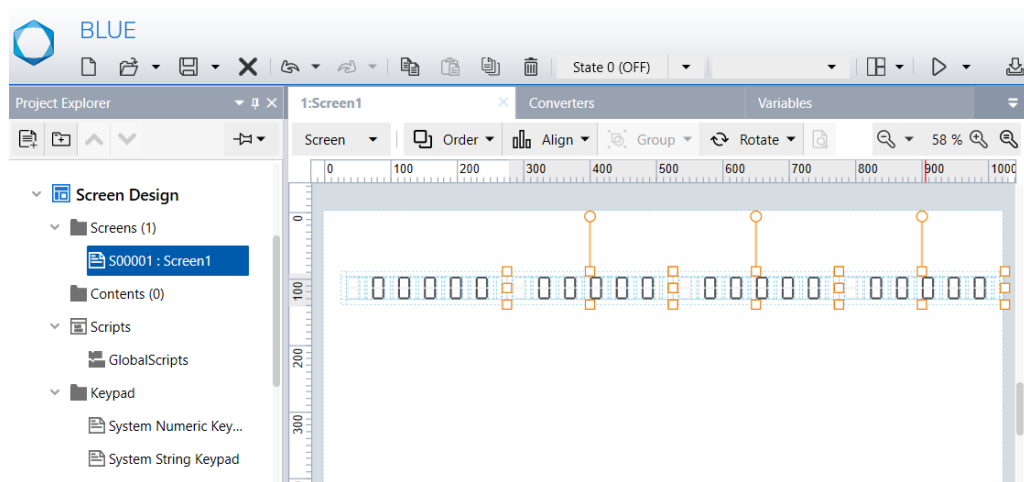 BLUE
State 0 (OFF)
Project Explorer
1:Screen1
Converters
Variables
Screen
Order
Align
Group
Rotate
58 %
0 100 200 300 400 500 600 700 800 900 1000
Screen Design
Screens (1)
S00001 : Screen1
Contents (0)
Scripts
GlobalScripts
Keypad
System Numeric Key...
System String Keypad
0
100
200
300
00000 00000 00000 00000